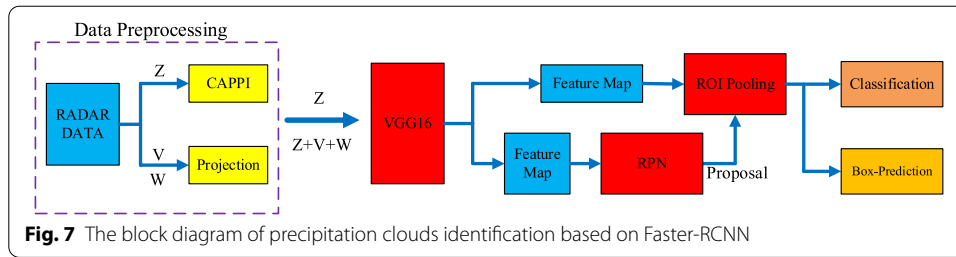 Data Preprocessing
RADAR
DATA
Z
CAPPI
V
W
Projection
Z
Z+V+W
VGG16
Feature Map
Feature
Map
RPN
Proposal
ROI Pooling
Classification
Box-Prediction
Fig. 7 The block diagram of precipitation clouds identification based on Faster-RCNN